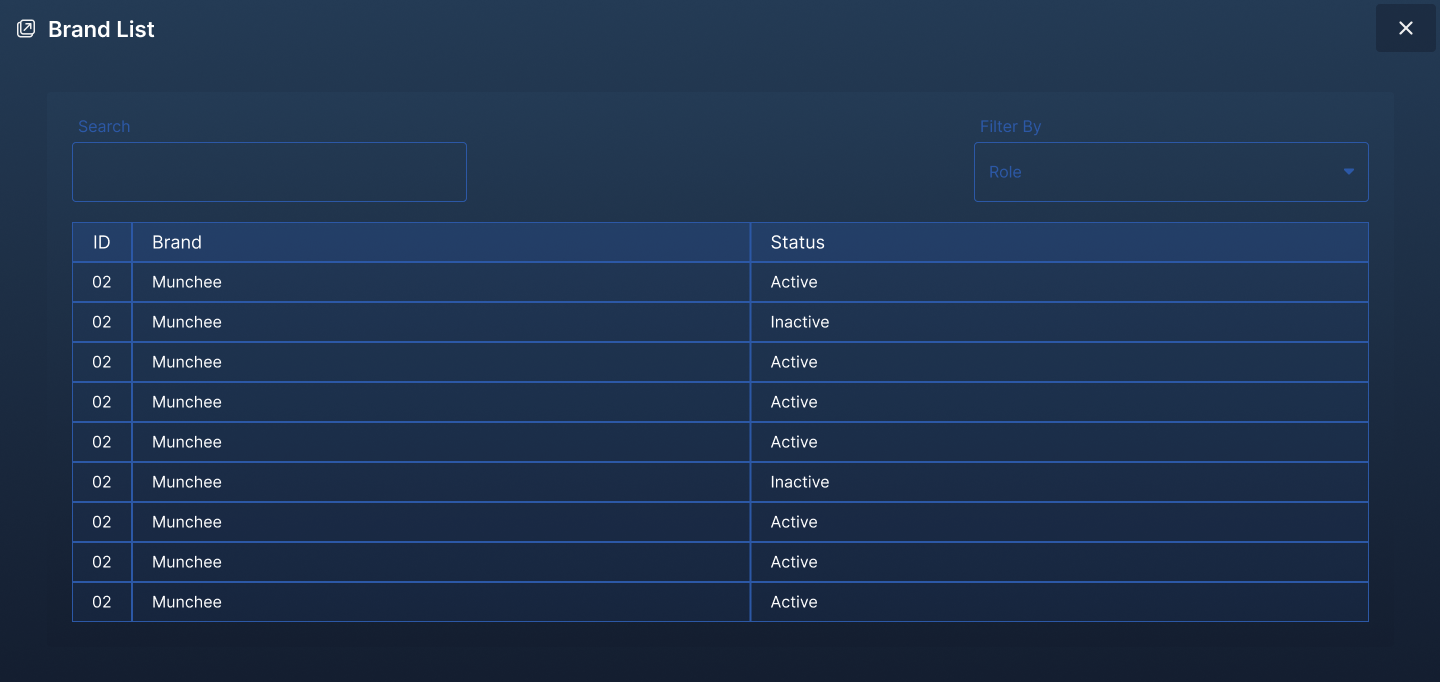 Brand List
Search
Filter By
Role
ID Brand Status
02 Munchee Active
02 Munchee Inactive
02 Munchee Active
02 Munchee Active
02 Munchee Active
02 Munchee Inactive
02 Munchee Active
02 Munchee Active
02 Munchee Active